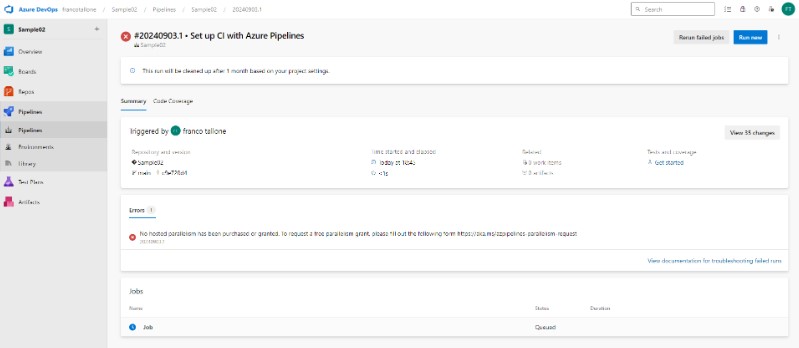 Azure DevOps francotallone / Sample02 / Pipelines / Sample02 / 20240903.1
Search
FT
S Sample02 +
Overview
Boards
Repos
Pipelines
Pipelines
Environments
Library
Test Plans
Artifacts
#20240903.1 • Set up CI with Azure Pipelines
Sample02
Rerun failed jobs
Run new
This run will be cleaned up after 1 month based on your project settings.
Summary Code Coverage
Triggered by FT franco tallone
View 35 changes
Repository and version
Time started and elapsed
Related
Tests and coverage
Sample02
Today at
0 work items
Get started
main
<1s
0 artifacts
Errors 1
No hosted parallelism has been purchased or granted. To request a free parallelism grant, please fill out the following form https://aka.ms/azpipelines-parallelism-request
View documentation for troubleshooting failed runs
Jobs
Name Status Duration
Job Queued